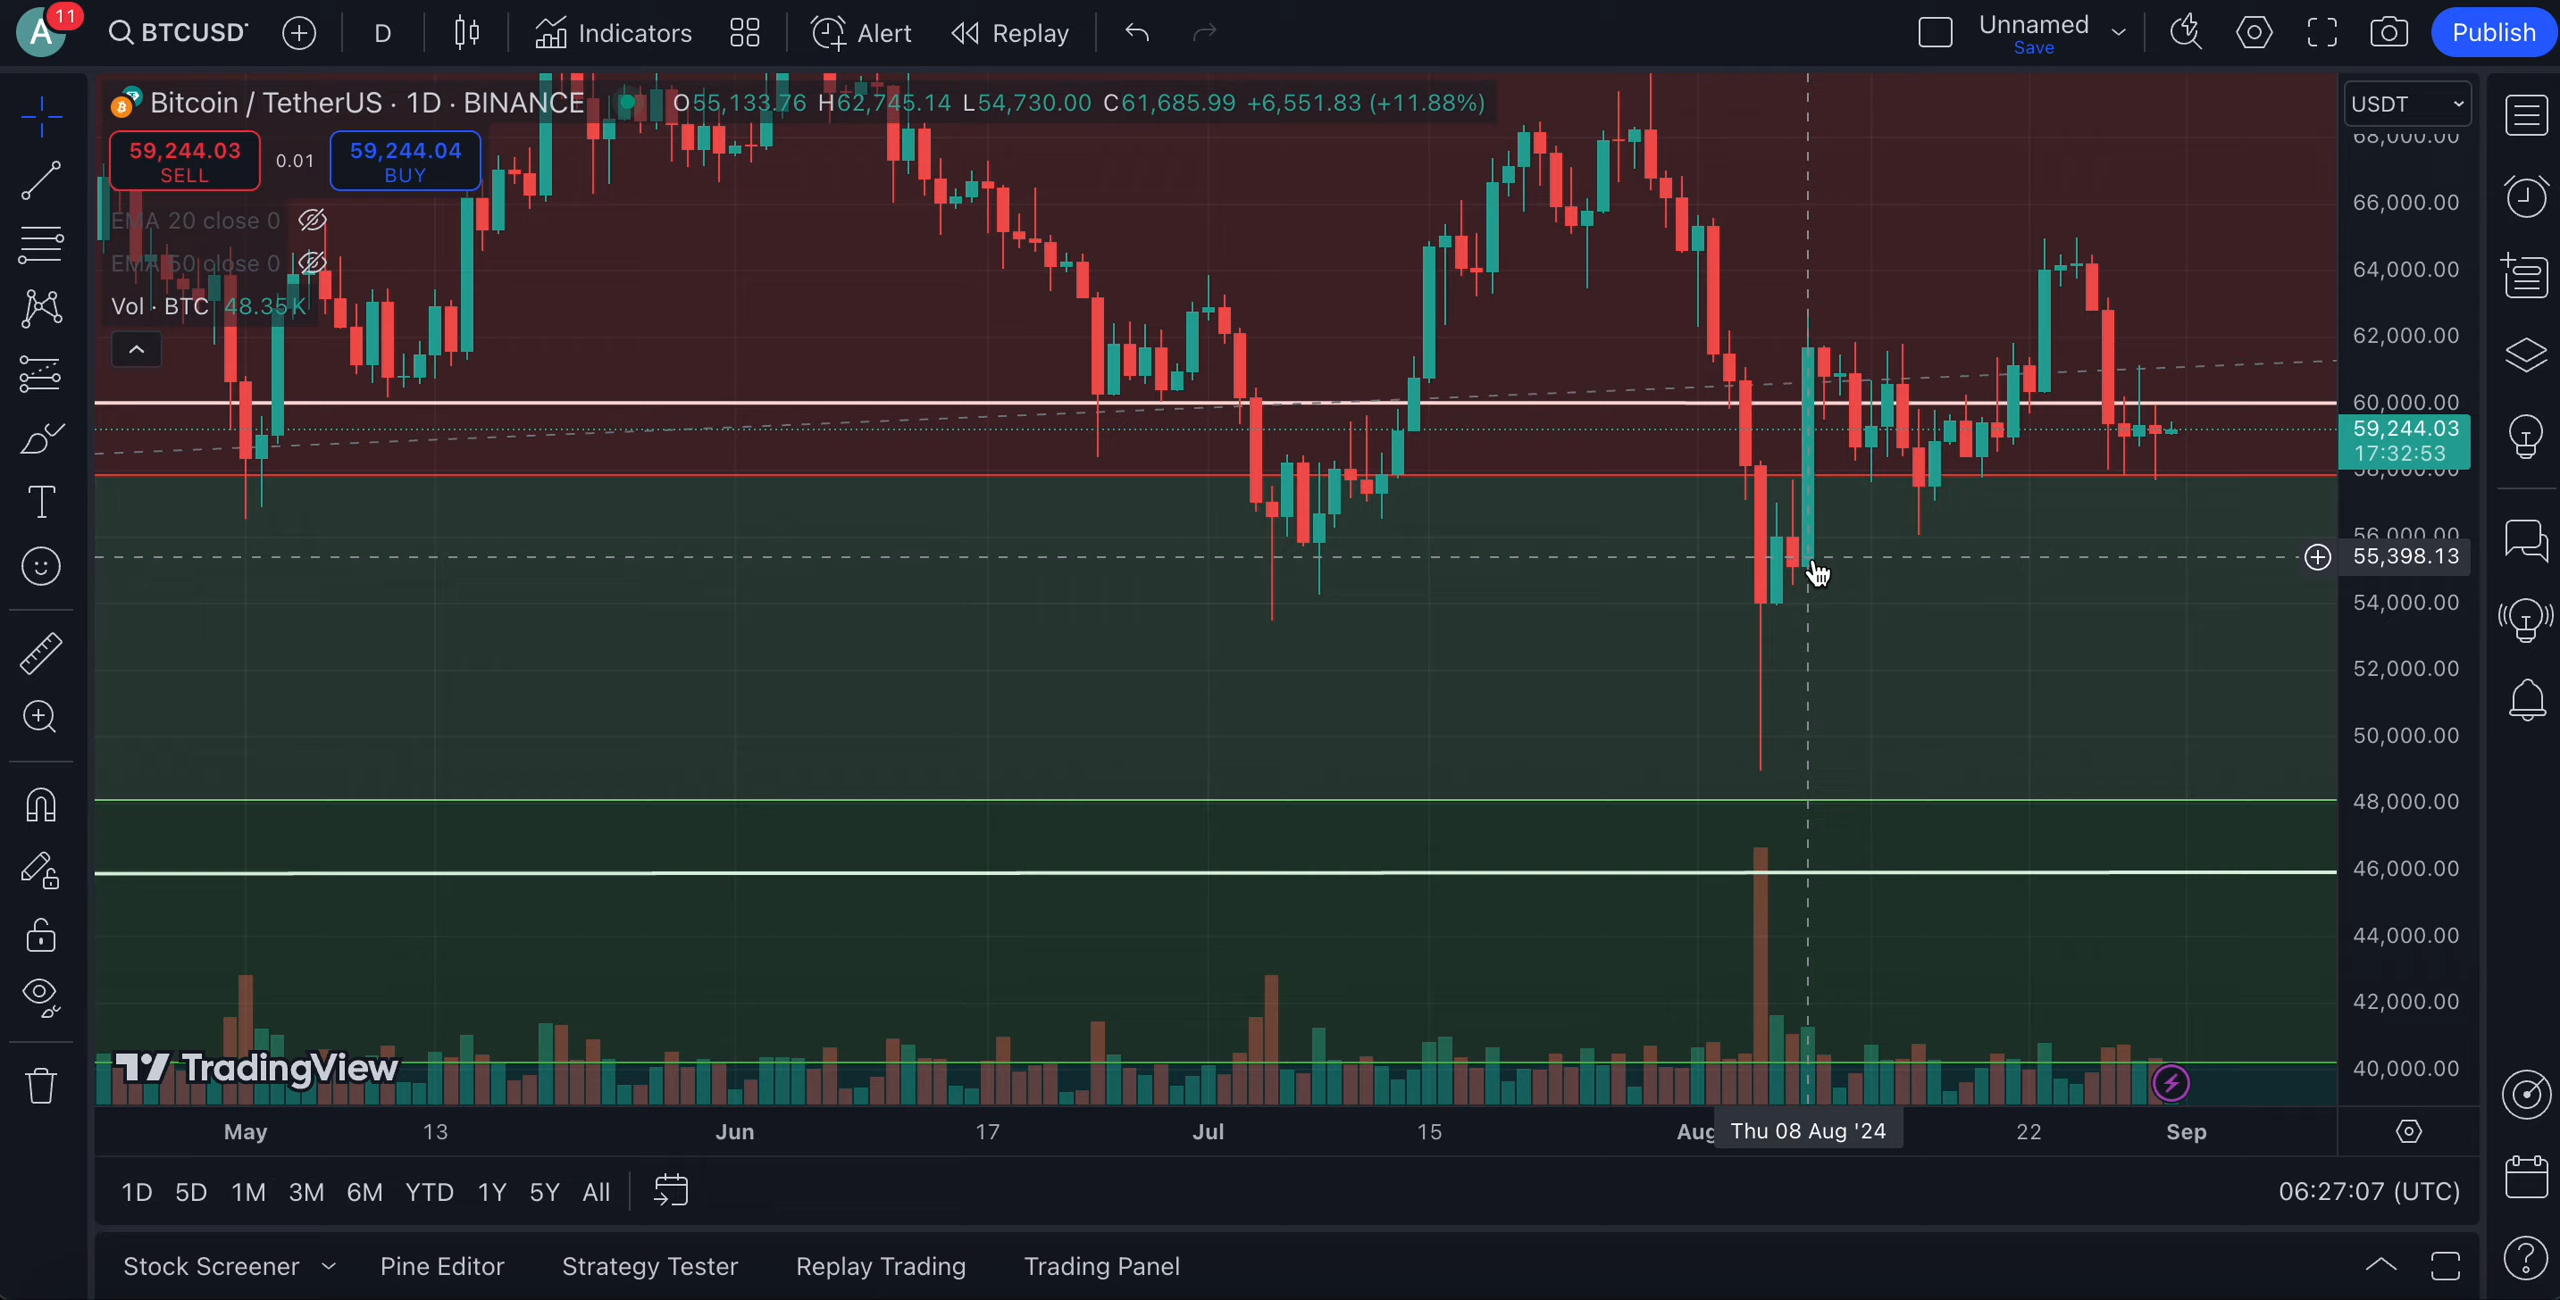 A 11 BTCUSDT D Indicators Alert Replay Unnamed Save Publish
Bitcoin / TetherUS · 1D · BINANCE O55,133.76 H62,745.14 L54,730.00 C61,685.99 +6,551.83 (+11.88%)
USDT
59,244.03 SELL 0.01 59,244.04 BUY
EMA 20 close 0
EMA 50 close 0
Vol · BTC 48.35K
68,000.00
66,000.00
64,000.00
62,000.00
60,000.00
59,244.03
17:32:53
58,000.00
56,000.00
55,398.13
54,000.00
52,000.00
50,000.00
48,000.00
46,000.00
44,000.00
42,000.00
40,000.00
TradingView
May 13 Jun 17 Jul 15 Aug Thu 08 Aug '24 22 Sep
1D 5D 1M 3M 6M YTD 1Y 5Y All 06:27:07 (UTC)
Stock Screener Pine Editor Strategy Tester Replay Trading Trading Panel